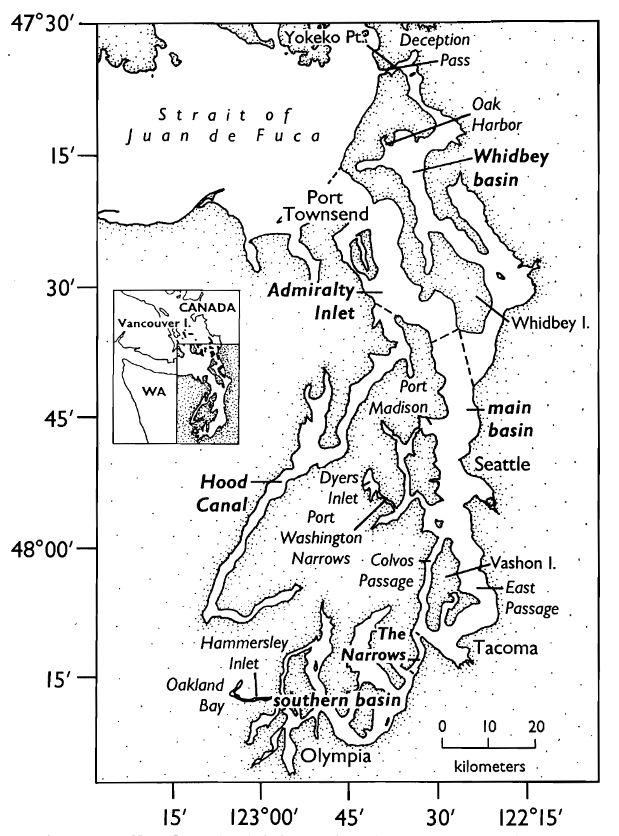 47°30′
Yokeko Pt?
Deception
Pass
Strait of
Juan de Fuca
Oak
Harbor
15′
Whidbey
basin
Port
Townsend
30′
Admiralty
Inlet
Whidbey I.
CANADA
Vancouver I.
WA
Port
Madison
45′
main
basin
Seattle
Hood
Canal
Dyers
Inlet
Port
Washington
Narrows
48°00′
Colvos
Passage
Vashon I.
East
Passage
The
Narrows
Tacoma
Hammersley
Inlet
Oakland
Bay
15′
southern basin
Olympia
0 10 20
kilometers
15′ 123°00′ 45′ 30′ 122°15′